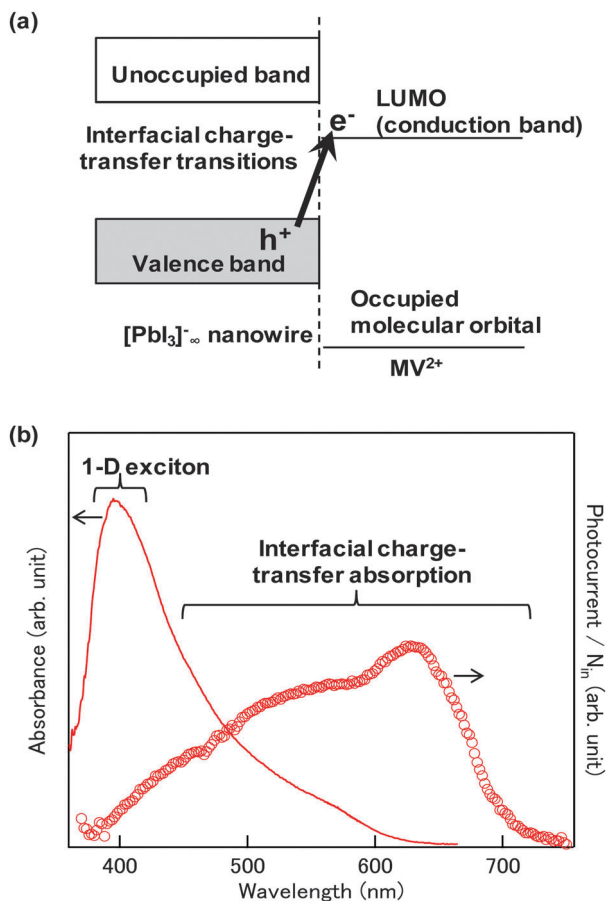 (a)
Unoccupied band
LUMO
(conduction band)
e-
Interfacial charge-
transfer transitions
h+
Valence band
Occupied
molecular orbital
[PbI3]-∞ nanowire
MV2+
(b)
1-D exciton
Interfacial charge-
transfer absorption
Absorbance (arb. unit)
Photocurrent / Nin (arb. unit)
400
500
600
700
Wavelength (nm)